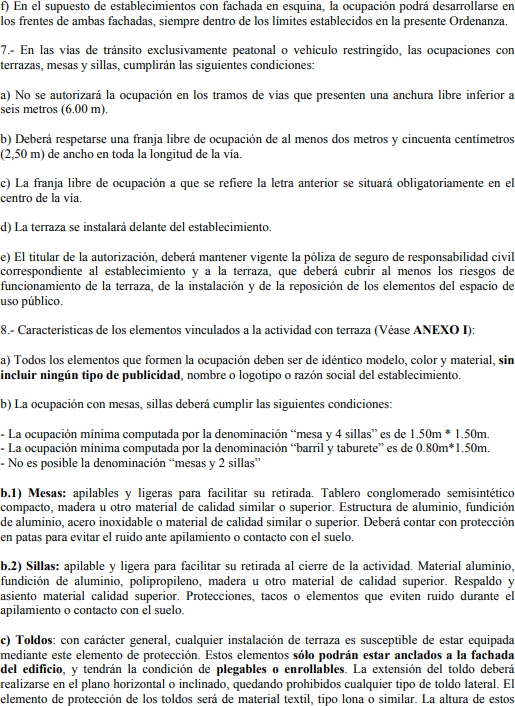 f) En el supuesto de establecimientos con fachada en esquina, la ocupación podrá desarrollarse en
los frentes de ambas fachadas, siempre dentro de los límites establecidos en la presente Ordenanza.
7.- En las vías de tránsito exclusivamente peatonal o vehículo restringido, las ocupaciones con
terrazas, mesas y sillas, cumplirán las siguientes condiciones:
a) No se autorizará la ocupación en los tramos de vías que presenten una anchura libre inferior a
seis metros (6.00 m).
b) Deberá respetarse una franja libre de ocupación de al menos dos metros y cincuenta centímetros
(2,50 m) de ancho en toda la longitud de la vía.
c) La franja libre de ocupación a que se refiere la letra anterior se situará obligatoriamente en el
centro de la vía.
d) La terraza se instalará delante del establecimiento.
e) El titular de la autorización, deberá mantener vigente la póliza de seguro de responsabilidad civil
correspondiente al establecimiento y a la terraza, que deberá cubrir al menos los riesgos de
funcionamiento de la terraza, de la instalación y de la reposición de los elementos del espacio de
uso público.
8.- Características de los elementos vinculados a la actividad con terraza (Véase ANEXO I):
a) Todos los elementos que formen la ocupación deben ser de idéntico modelo, color y material, sin
incluir ningún tipo de publicidad, nombre o logotipo o razón social del establecimiento.
b) La ocupación con mesas, sillas deberá cumplir las siguientes condiciones:
- La ocupación mínima computada por la denominación “mesa y 4 sillas” es de 1.50m * 1.50m.
- La ocupación mínima computada por la denominación “barril y taburete” es de 0.80m*1.50m.
- No es posible la denominación “mesas y 2 sillas”
b.1) Mesas: apilables y ligeras para facilitar su retirada. Tablero conglomerado semisintético
compacto, madera u otro material de calidad similar o superior. Estructura de aluminio, fundición
de aluminio, acero inoxidable o material de calidad similar o superior. Deberá contar con protección
en patas para evitar el ruido ante apilamiento o contacto con el suelo.
b.2) Sillas: apilable y ligera para facilitar su retirada al cierre de la actividad. Material aluminio,
fundición de aluminio, polipropileno, madera u otro material de calidad superior. Respaldo y
asiento material calidad superior. Protecciones, tacos o elementos que eviten ruido durante el
apilamiento o contacto con el suelo.
c) Toldos: con carácter general, cualquier instalación de terraza es susceptible de estar equipada
mediante este elemento de protección. Estos elementos sólo podrán estar anclados a la fachada
del edificio, y tendrán la condición de plegables o enrollables. La extensión del toldo deberá
realizarse en el plano horizontal o inclinado, quedando prohibidos cualquier tipo de toldo lateral. El
elemento de protección de los toldos será de material textil, tipo lona o similar. La altura de estos